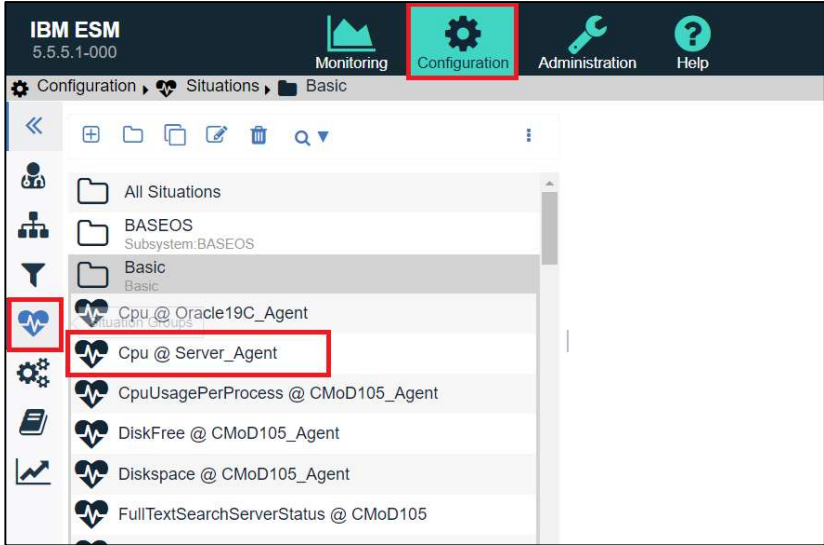 IBM ESM
5.5.5.1-000
Monitoring
Configuration
Administration
Help
Configuration
Situations
Basic
All Situations
BASEOS
Subsystem:BASEOS
Basic
Basic
Cpu @ Oracle19C_Agent
Situation Groups
Cpu @ Server_Agent
CpuUsagePerProcess @ CMoD105_Agent
DiskFree @ CMoD105_Agent
Diskspace @ CMoD105_Agent
FullTextSearchServerStatus @ CMoD105